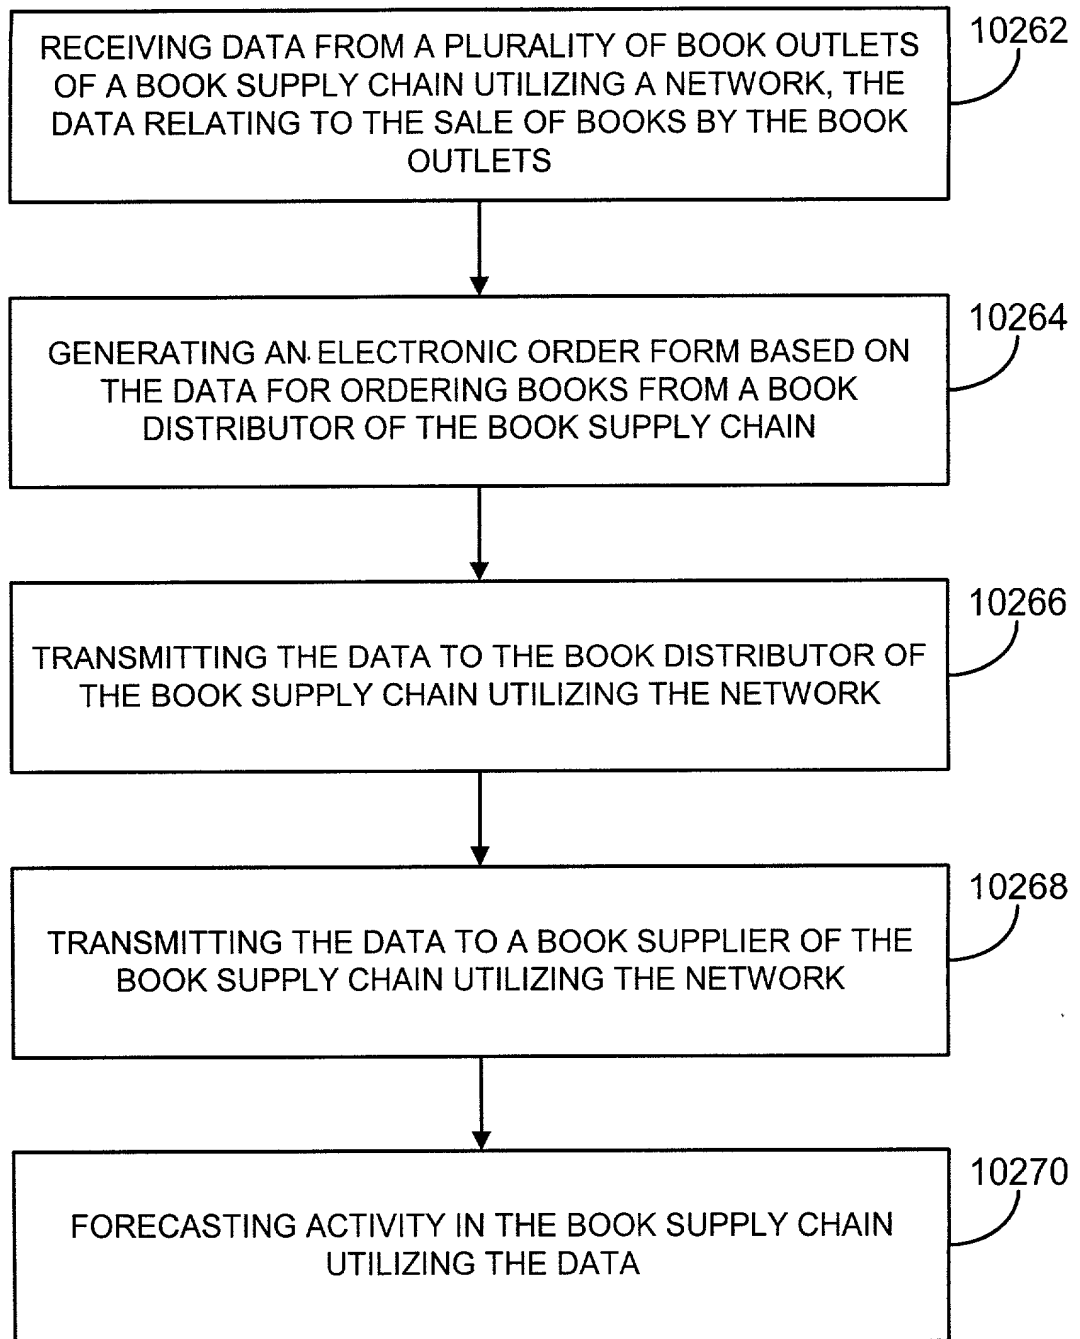 RECEIVING DATA FROM A PLURALITY OF BOOK OUTLETS
OF A BOOK SUPPLY CHAIN UTILIZING A NETWORK, THE
DATA RELATING TO THE SALE OF BOOKS BY THE BOOK
OUTLETS
10262
GENERATING AN ELECTRONIC ORDER FORM BASED ON
THE DATA FOR ORDERING BOOKS FROM A BOOK
DISTRIBUTOR OF THE BOOK SUPPLY CHAIN
10264
TRANSMITTING THE DATA TO THE BOOK DISTRIBUTOR OF
THE BOOK SUPPLY CHAIN UTILIZING THE NETWORK
10266
TRANSMITTING THE DATA TO A BOOK SUPPLIER OF THE
BOOK SUPPLY CHAIN UTILIZING THE NETWORK
10268
FORECASTING ACTIVITY IN THE BOOK SUPPLY CHAIN
UTILIZING THE DATA
10270